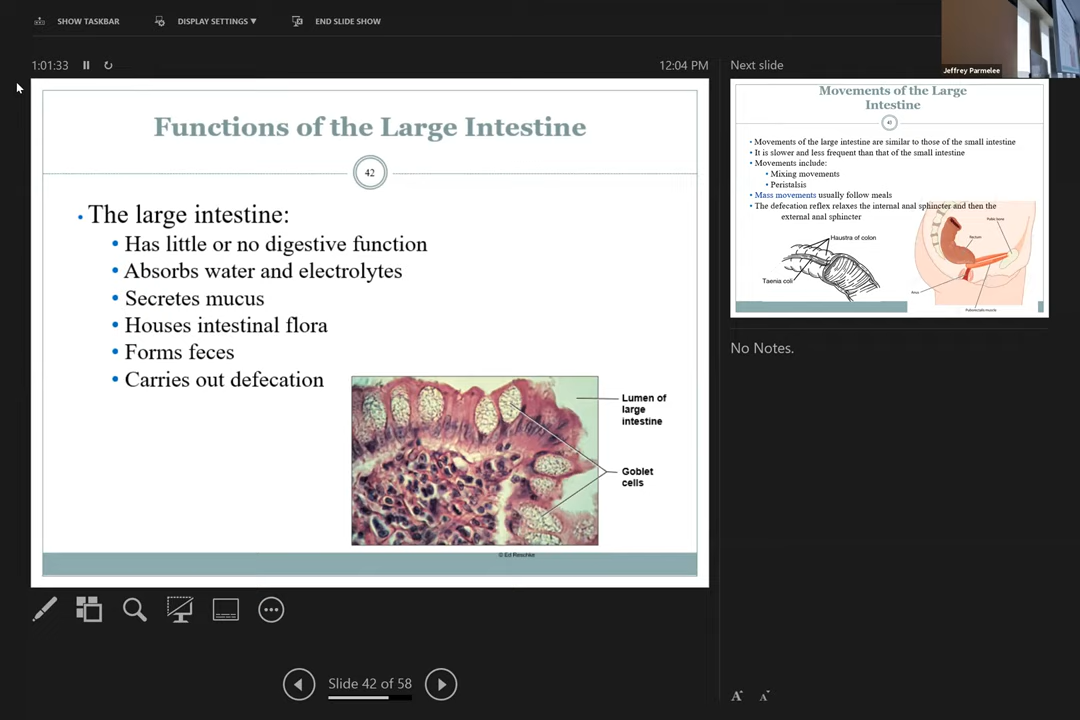 SHOW TASKBAR
DISPLAY SETTINGS ▼
END SLIDE SHOW
1:01:33
12:04 PM
Next slide
Jeffrey Parmelee
Functions of the Large Intestine
42
• The large intestine:
• Has little or no digestive function
• Absorbs water and electrolytes
• Secretes mucus
• Houses intestinal flora
• Forms feces
• Carries out defecation
Lumen of
large
intestine
Goblet
cells
© Ed Reschke
Movements of the Large
Intestine
43
• Movements of the large intestine are similar to those of the small intestine
• It is slower and less frequent than that of the small intestine
• Movements include:
• Mixing movements
• Peristalsis
• Mass movements usually follow meals
• The defecation reflex relaxes the internal anal sphincter and then the
external anal sphincter
Haustra of colon
Taenia coli
Pubic bone
Rectum
Anus
Puborectalis muscle
No Notes.
Slide 42 of 58
A
A